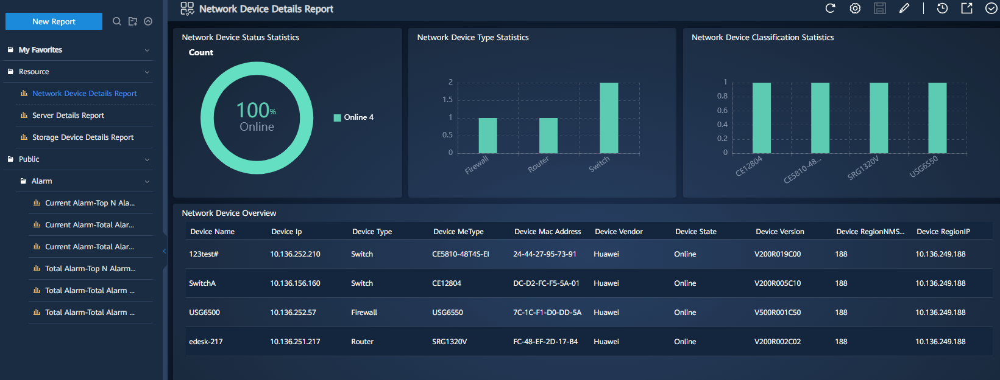 New Report
My Favorites
Resource
Network Device Details Report
Server Details Report
Storage Device Details Report
Public
Alarm
Current Alarm-Top N Ala...
Current Alarm-Total Alar...
Current Alarm-Total Alar...
Total Alarm-Top N Alarm...
Total Alarm-Total Alarm ...
Total Alarm-Total Alarm ...
Network Device Details Report
Network Device Status Statistics
Count
100%
Online
Online 4
Network Device Type Statistics
2
1.5
1
0.5
0
Firewall
Router
Switch
Network Device Classification Statistics
1
0.8
0.6
0.4
0.2
0
CE12804
CE5810-48...
SRG1320V
USG6550
Network Device Overview
Device Name Device Ip Device Type Device MeType Device Mac Address Device Vendor Device State Device Version Device RegionNMS... Device RegionIP
123test# 10.136.252.210 Switch CE5810-48T4S-EI 24-44-27-95-73-91 Huawei Online V200R019C00 188 10.136.249.188
SwitchA 10.136.156.160 Switch CE12804 DC-D2-FC-F5-5A-01 Huawei Online V200R005C10 188 10.136.249.188
USG6500 10.136.252.57 Firewall USG6550 7C-1C-F1-D0-DD-5A Huawei Online V500R001C50 188 10.136.249.188
edesk-217 10.136.251.217 Router SRG1320V FC-48-EF-2D-17-B4 Huawei Online V200R002C02 188 10.136.249.188